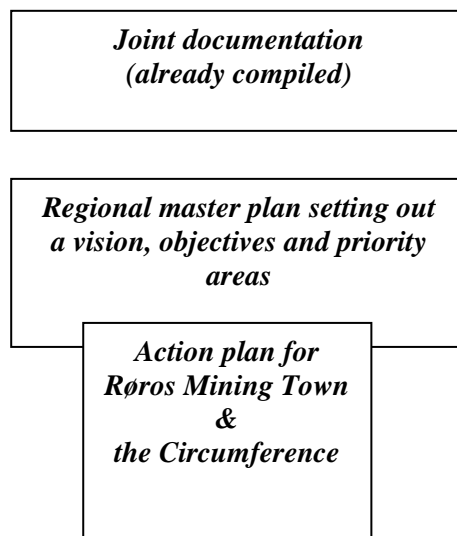 Joint documentation
(already compiled)
Regional master plan setting out
a vision, objectives and priority
areas
Action plan for
Røros Mining Town
&
the Circumference